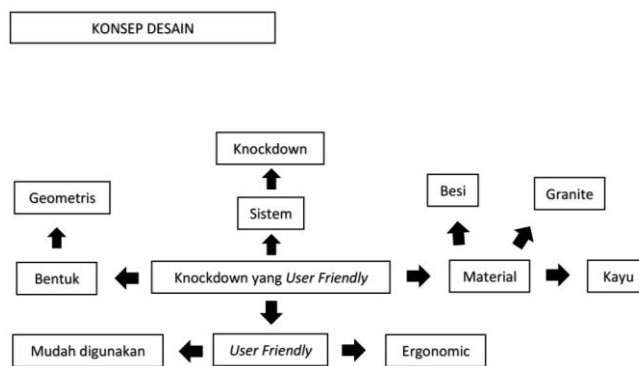 KONSEP DESAIN
Knockdown
Besi
Granite
Geometris
Sistem
Bentuk
Knockdown yang User Friendly
Material
Kayu
Mudah digunakan
User Friendly
Ergonomic